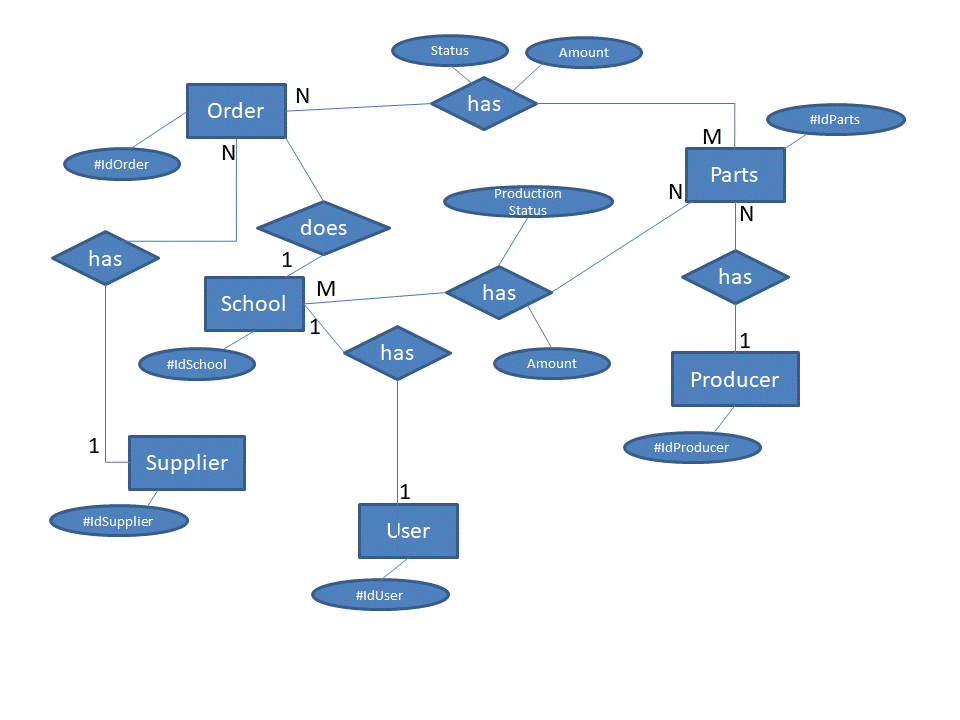 Status
Amount
N
has
Order
#IdParts
M
N
#IdOrder
Parts
N
Production
Status
N
does
has
1
has
M
has
School
1
1
has
#IdSchool
Amount
Producer
1
#IdProducer
Supplier
1
#IdSupplier
User
#IdUser